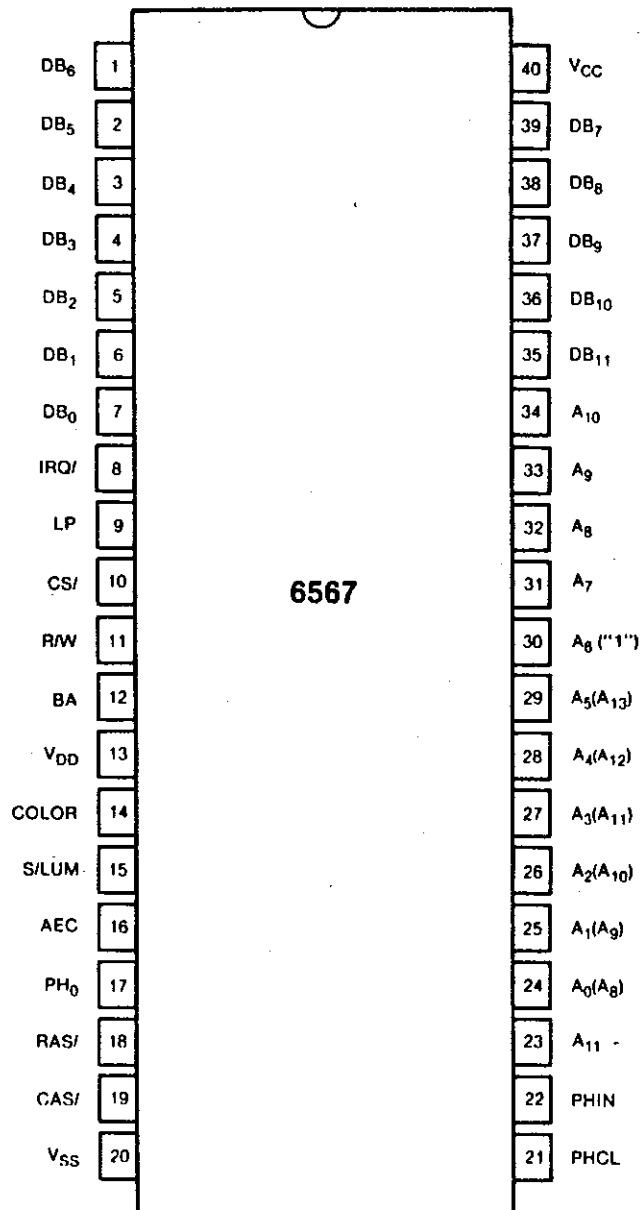 DB₆ 1 40 V_CC
DB₅ 2 39 DB₇
DB₄ 3 38 DB₈
DB₃ 4 37 DB₉
DB₂ 5 36 DB₁₀
DB₁ 6 35 DB₁₁
DB₀ 7 34 A₁₀
IRQ/ 8 33 A₉
LP 9 32 A₈
CS/ 10 31 A₇
6567
R/W 11 30 A₆ ("1")
BA 12 29 A₅(A₁₃)
V_DD 13 28 A₄(A₁₂)
COLOR 14 27 A₃(A₁₁)
S/LUM 15 26 A₂(A₁₀)
AEC 16 25 A₁(A₉)
PH₀ 17 24 A₀(A₈)
RAS/ 18 23 A₁₁
CAS/ 19 22 PHIN
V_SS 20 21 PHCL